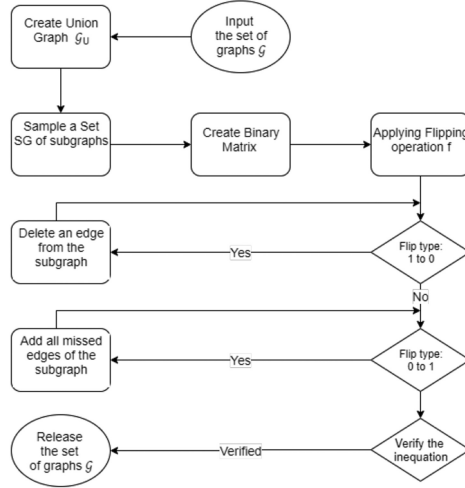 Create Union
Graph 𝒢U
Input
the set of
graphs 𝒢
Sample a Set
SG of subgraphs
Create Binary
Matrix
Applying Flipping
operation f
Delete an edge
from the
subgraph
Yes
Flip type:
1 to 0
No
Add all missed
edges of the
subgraph
Yes
Flip type:
0 to 1
Release
the set
of graphs 𝒢
Verified
Verify the
inequation